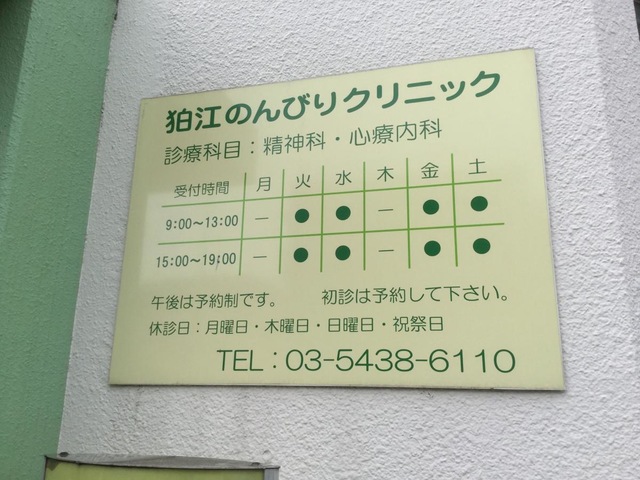 狛江のんびりクリニック
診療科目：精神科・心療内科
受付時間 月 火 水 木 金 土
9:00～13:00 － ● ● － ● ●
15:00～19:00 － ● ● － ● ●
午後は予約制です。 初診は予約して下さい。
休診日：月曜日・木曜日・日曜日・祝祭日
TEL：03-5438-6110